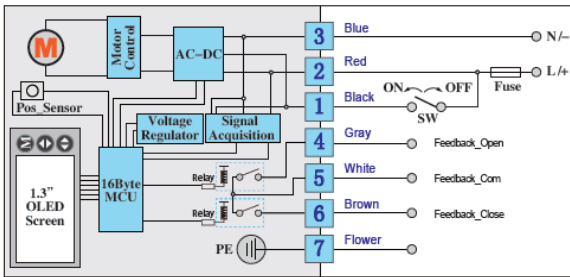 M
Motor
Control
AC-DC
Pos_Sensor
Voltage
Regulator
Signal
Acquisition
1.3"
OLED
Screen
16Byte
MCU
Relay
Relay
PE
3 Blue N/-
2 Red L/+
Fuse
1 Black ON OFF
SW
4 Gray Feedback_Open
5 White Feedback_Com
6 Brown Feedback_Close
7 Flower